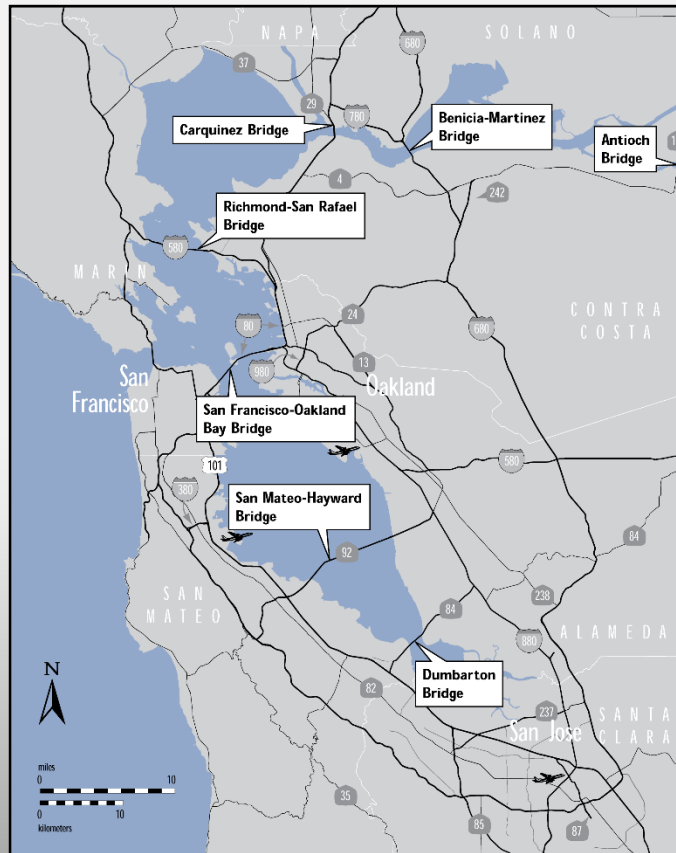 NAPA
SOLANO
680
37
29
780
Carquinez Bridge
Benicia-Martinez
Bridge
Antioch
Bridge
4
242
Richmond-San Rafael
Bridge
580
MARIN
CONTRA
COSTA
80
24
680
980
13
San
Francisco
Oakland
San Francisco-Oakland
Bay Bridge
101
580
380
San Mateo-Hayward
Bridge
92
84
SAN
MATEO
238
84
880
ALAMEDA
N
Dumbarton
Bridge
82
237
SANTA
CLARA
San Jose
miles
0 10
0 10
kilometers
35
85
87